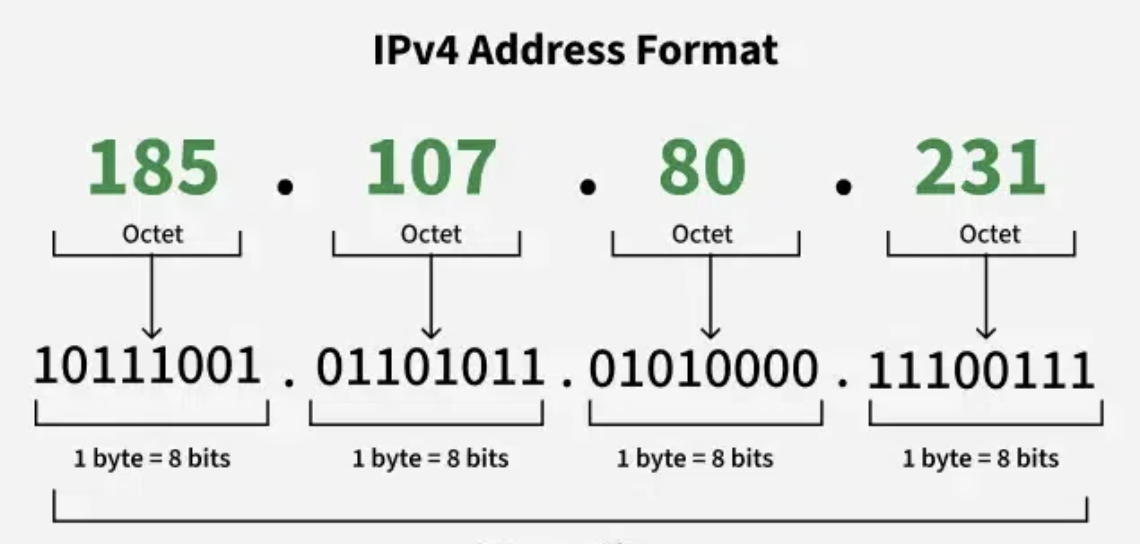 IPv4 Address Format
185 . 107 . 80 . 231
Octet Octet Octet Octet
10111001 . 01101011 . 01010000 . 11100111
1 byte = 8 bits 1 byte = 8 bits 1 byte = 8 bits 1 byte = 8 bits